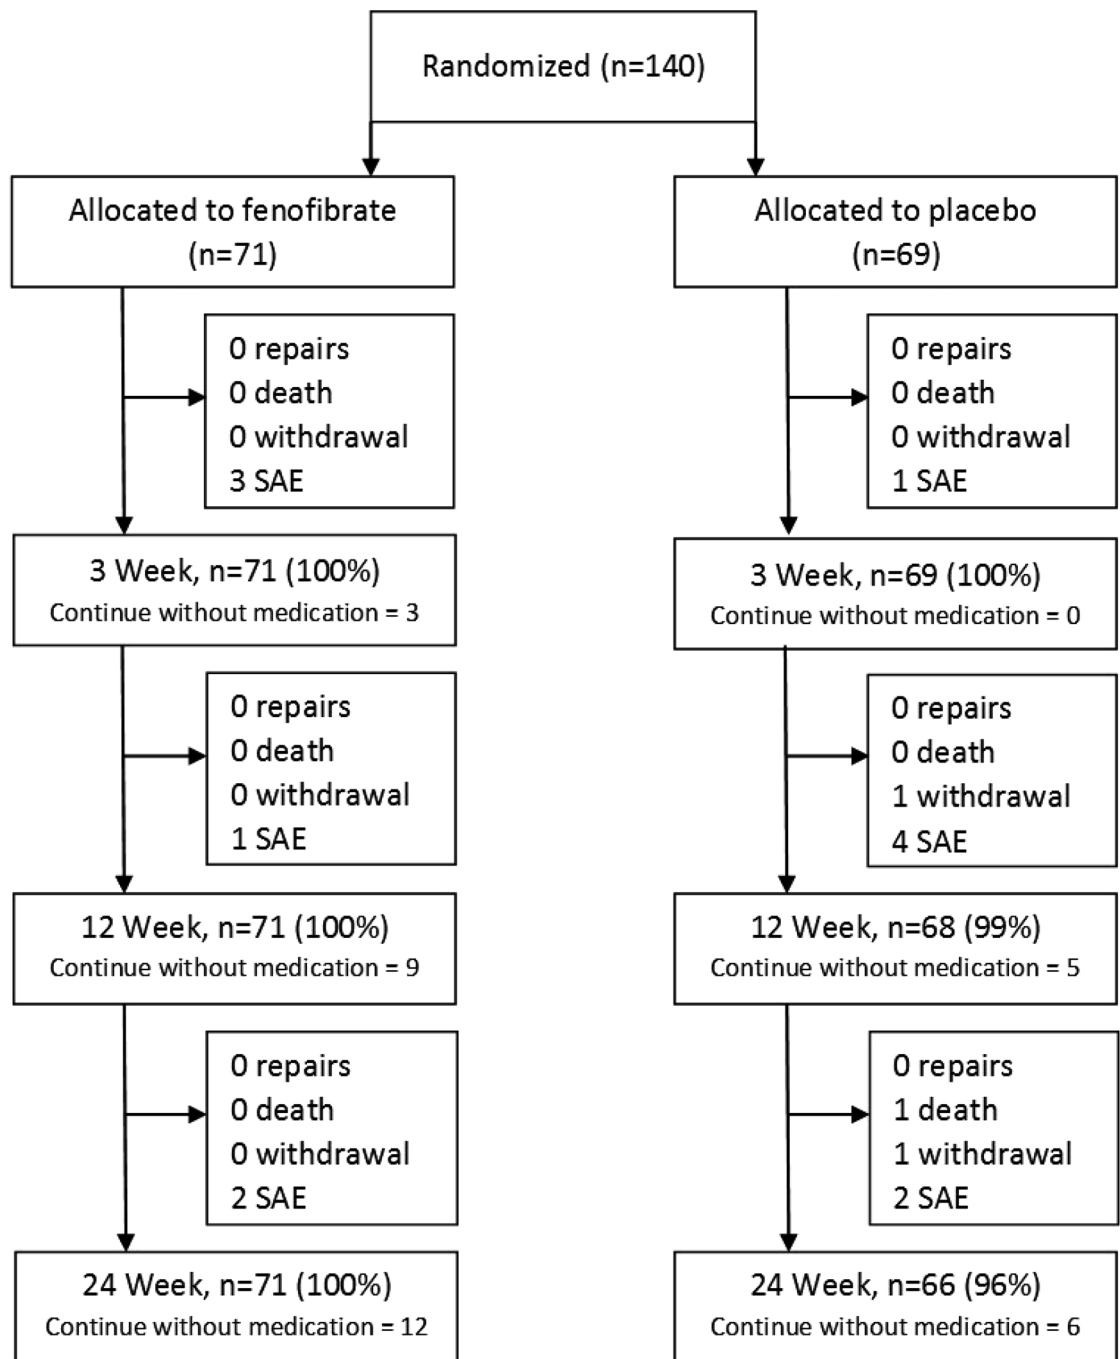 Randomized (n=140)
Allocated to fenofibrate
(n=71)
Allocated to placebo
(n=69)
0 repairs
0 death
0 withdrawal
3 SAE
0 repairs
0 death
0 withdrawal
1 SAE
3 Week, n=71 (100%)
Continue without medication = 3
3 Week, n=69 (100%)
Continue without medication = 0
0 repairs
0 death
0 withdrawal
1 SAE
0 repairs
0 death
1 withdrawal
4 SAE
12 Week, n=71 (100%)
Continue without medication = 9
12 Week, n=68 (99%)
Continue without medication = 5
0 repairs
0 death
0 withdrawal
2 SAE
0 repairs
1 death
1 withdrawal
2 SAE
24 Week, n=71 (100%)
Continue without medication = 12
24 Week, n=66 (96%)
Continue without medication = 6